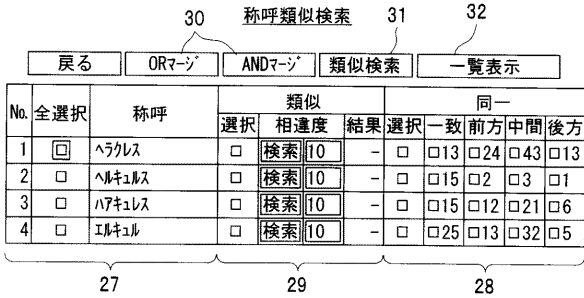 称呼類似検索
30 31 32
戻る ORﾏｰｼﾞ ANDﾏｰｼﾞ 類似検索 一覧表示
No. 全選択 称呼 類似 同一
選択 相違度 結果 選択 一致 前方 中間 後方
1 □ ﾍﾗｸﾚｽ □ 検索 10 - □ □13 □24 □43 □13
2 □ ﾍﾙｷｭﾙｽ □ 検索 10 - □ □15 □2 □3 □1
3 □ ﾊｱｷｭﾚｽ □ 検索 10 - □ □15 □12 □21 □6
4 □ ｴﾙｷｭﾙ □ 検索 10 - □ □25 □13 □32 □5
27 29 28